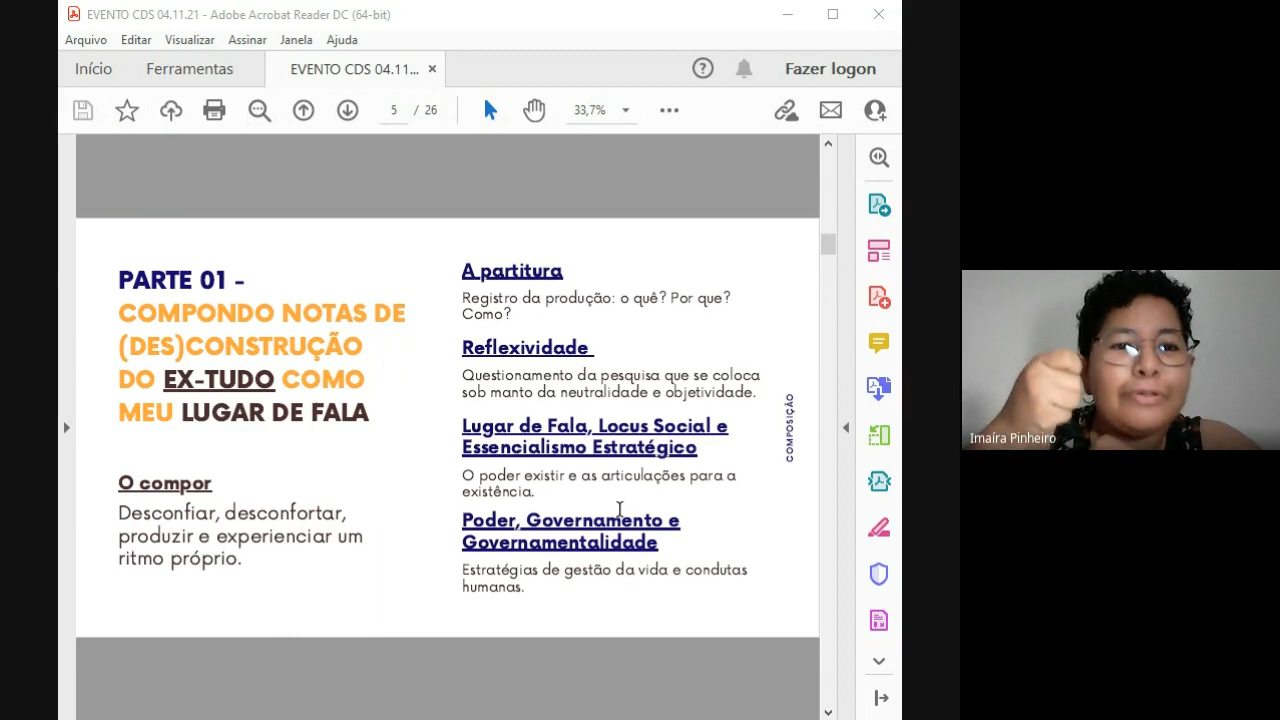 EVENTO CDS 04.11.21 - Adobe Acrobat Reader DC (64-bit)
Arquivo Editar Visualizar Assinar Janela Ajuda
Início Ferramentas EVENTO CDS 04.11... × Fazer logon
5 / 26 33,7%
PARTE 01 -
COMPONDO NOTAS DE
(DES)CONSTRUÇÃO
DO EX-TUDO COMO
MEU LUGAR DE FALA
O compor
Desconfiar, desconfortar,
produzir e experienciar um
ritmo próprio.
A partitura
Registro da produção: o quê? Por que?
Como?
Reflexividade
Questionamento da pesquisa que se coloca
sob manto da neutralidade e objetividade.
Lugar de Fala, Locus Social e
Essencialismo Estratégico
O poder existir e as articulações para a
existência.
Poder, Governamento e
Governamentalidade
Estratégias de gestão da vida e condutas
humanas.
COMPOSIÇÃO
Imaíra Pinheiro